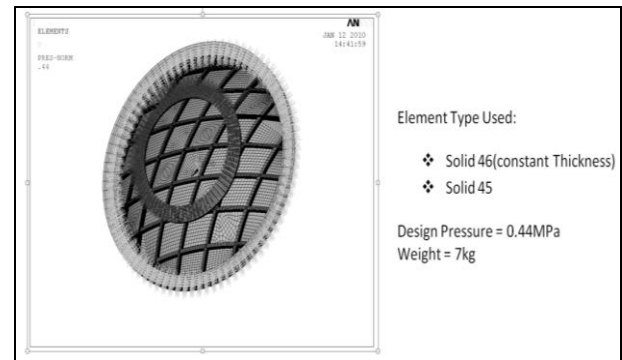 ELEMENTS
PRES-NORM
.44
AN
JAN 12 2010
14:41:59
Element Type Used:
❖ Solid 46(constant Thickness)
❖ Solid 45
Design Pressure = 0.44MPa
Weight = 7kg